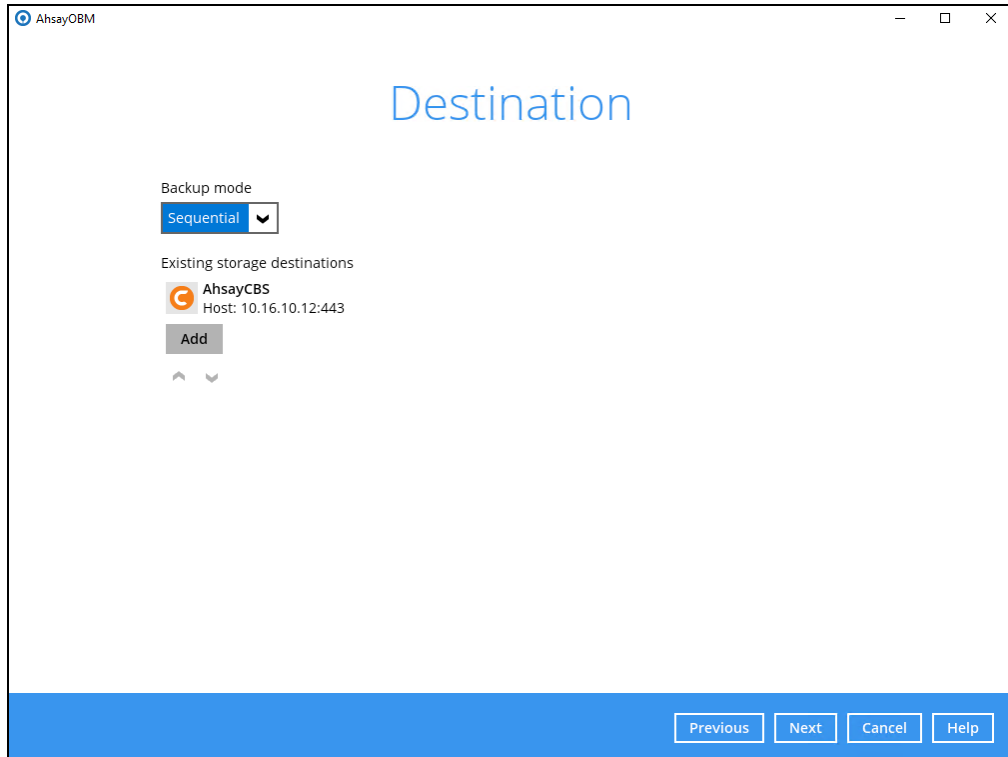 AhsayOBM
Destination
Backup mode
Sequential
Existing storage destinations
AhsayCBS
Host: 10.16.10.12:443
Add
Previous Next Cancel Help